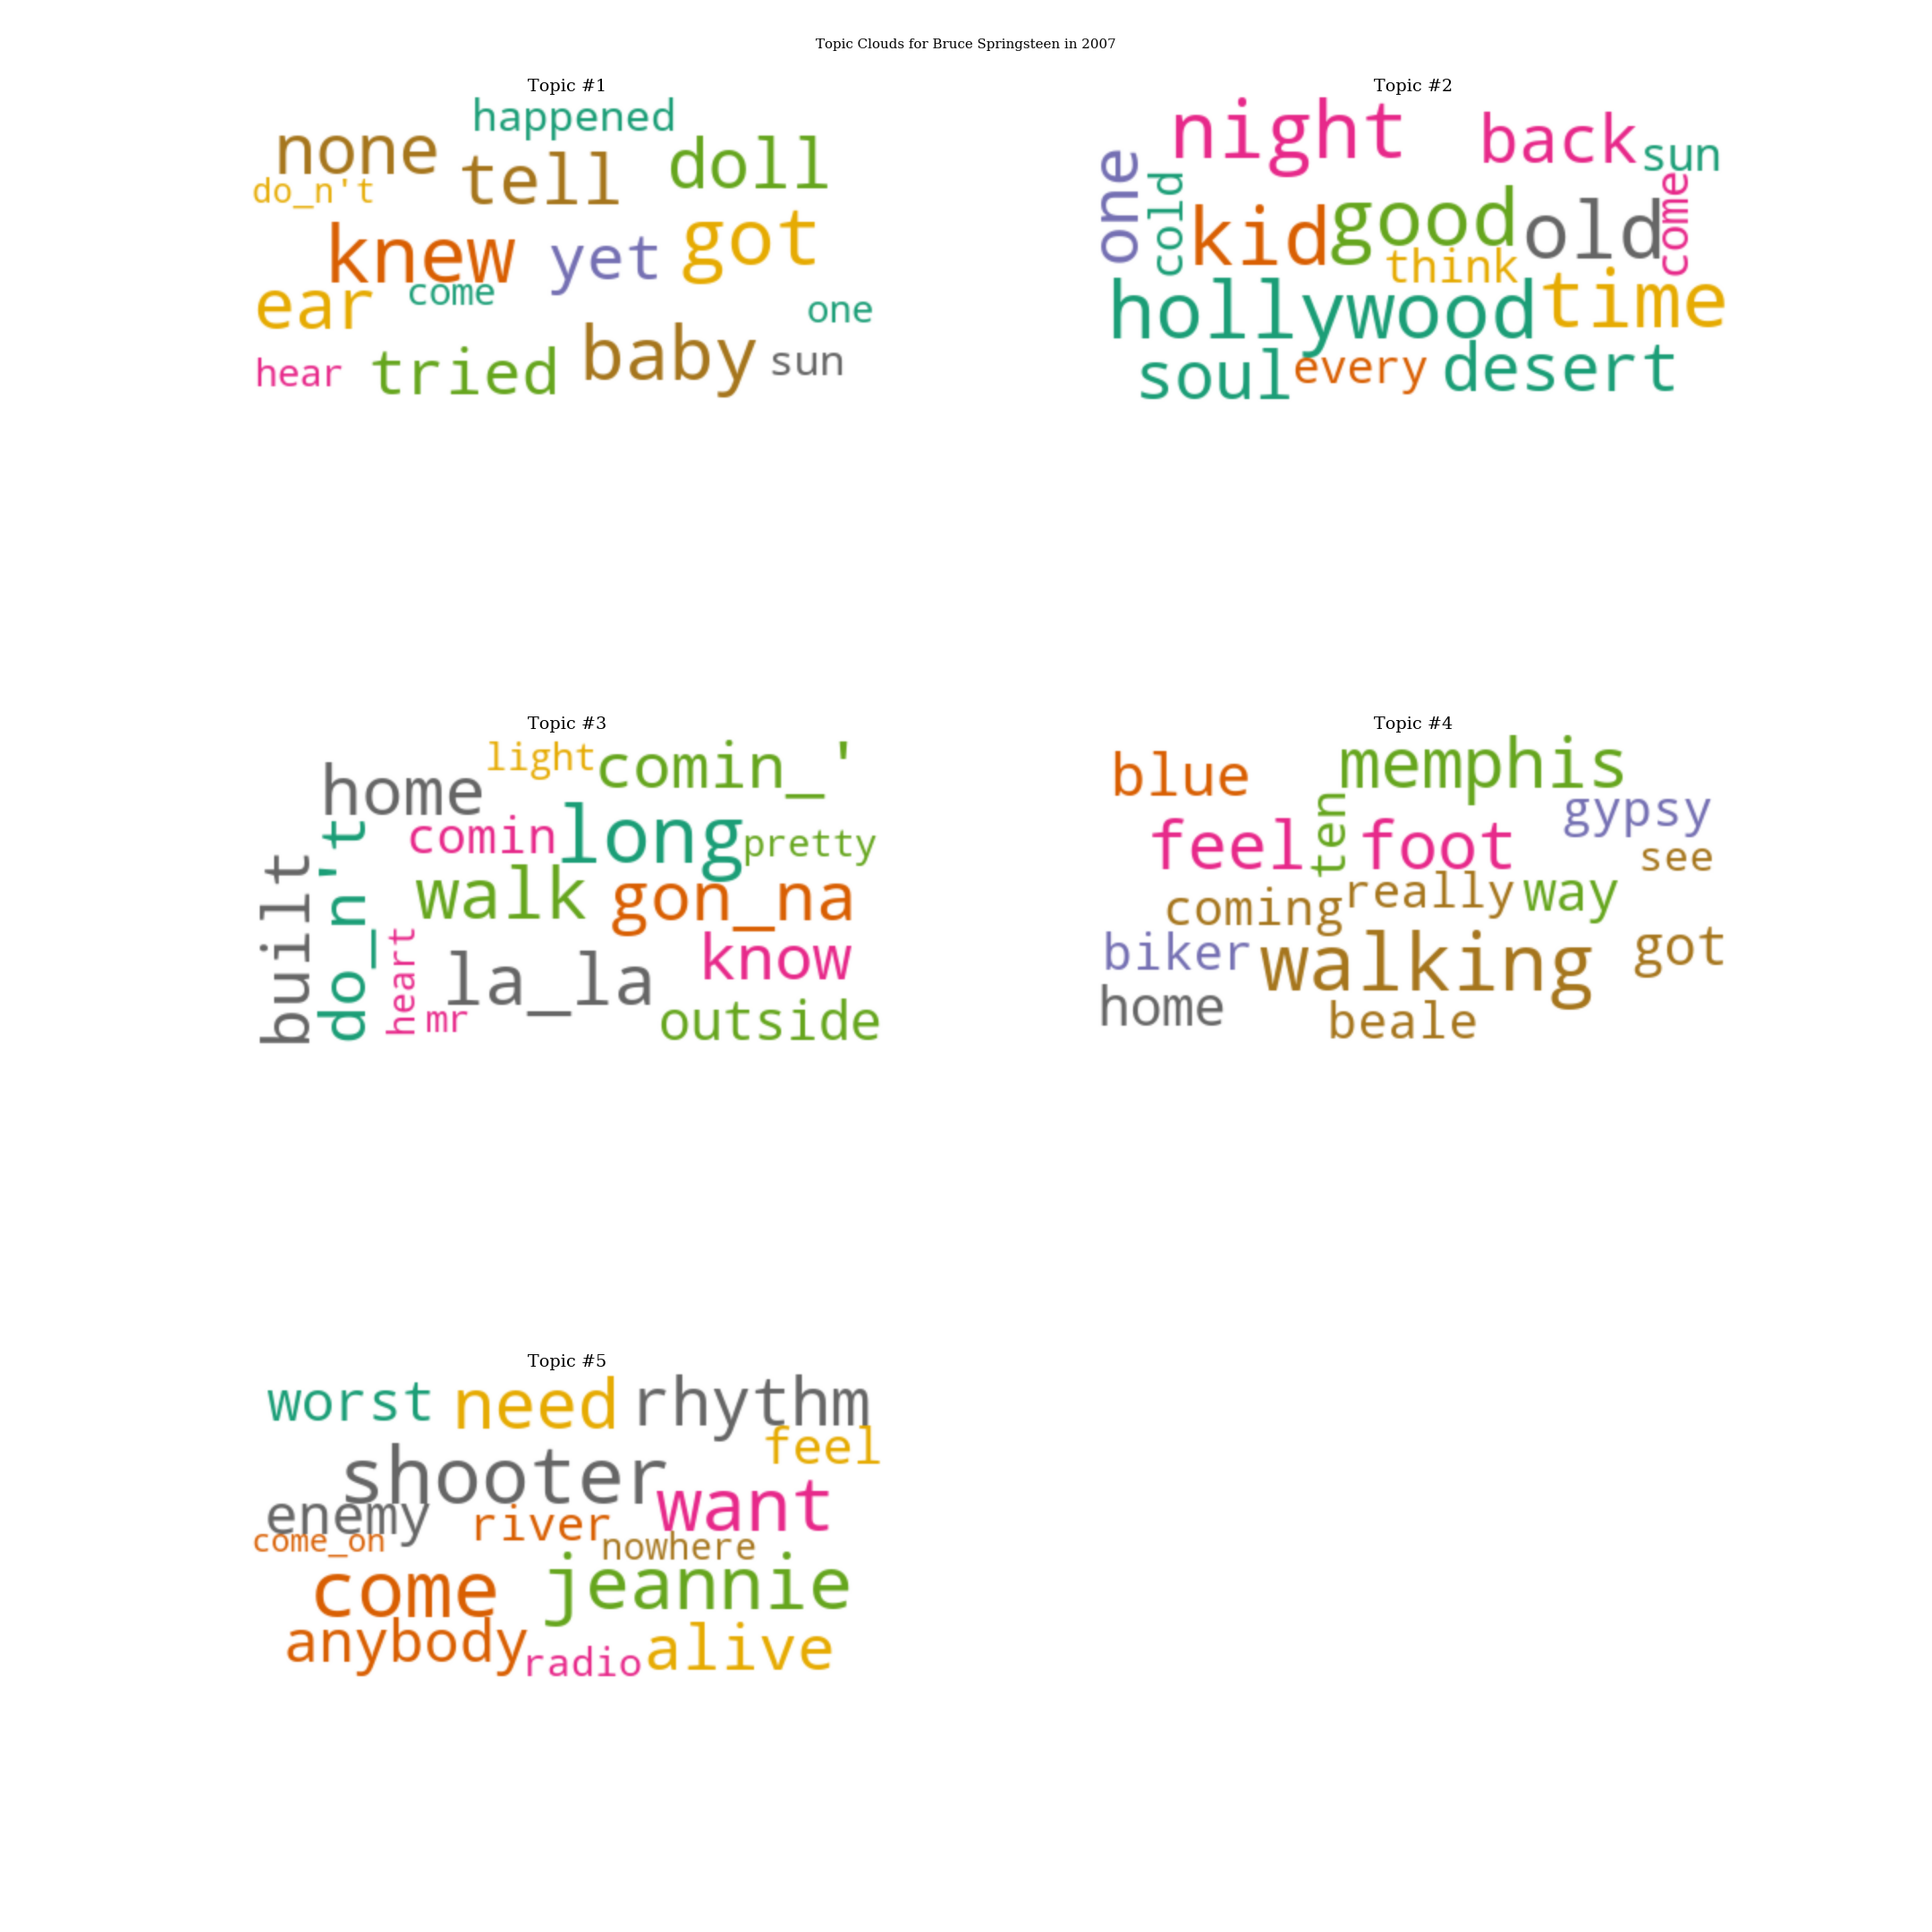 Topic Clouds for Bruce Springsteen in 2007
Topic #1
happened
none tell doll
do_n't
knew yet got
ear come one
hear tried baby sun
Topic #2
night back sun
one cold kid good old come
think
hollywood time
soul every desert
Topic #3
home light comin_'
comin long pretty
built do_n't walk gon_na
heart la_la know
mr outside
Topic #4
blue memphis
feel ten foot gypsy
see
coming really way
biker walking got
home beale
Topic #5
worst need rhythm
feel
shooter want
enemy river
come_on nowhere
come jeannie
anybody radio alive